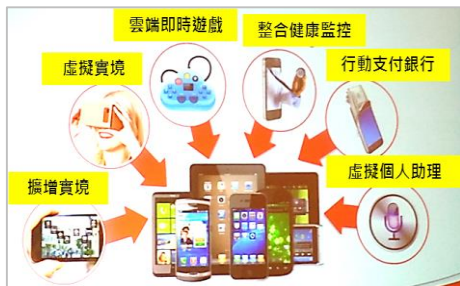 雲端即時遊戲
整合健康監控
虛擬實境
行動支付銀行
擴增實境
虛擬個人助理